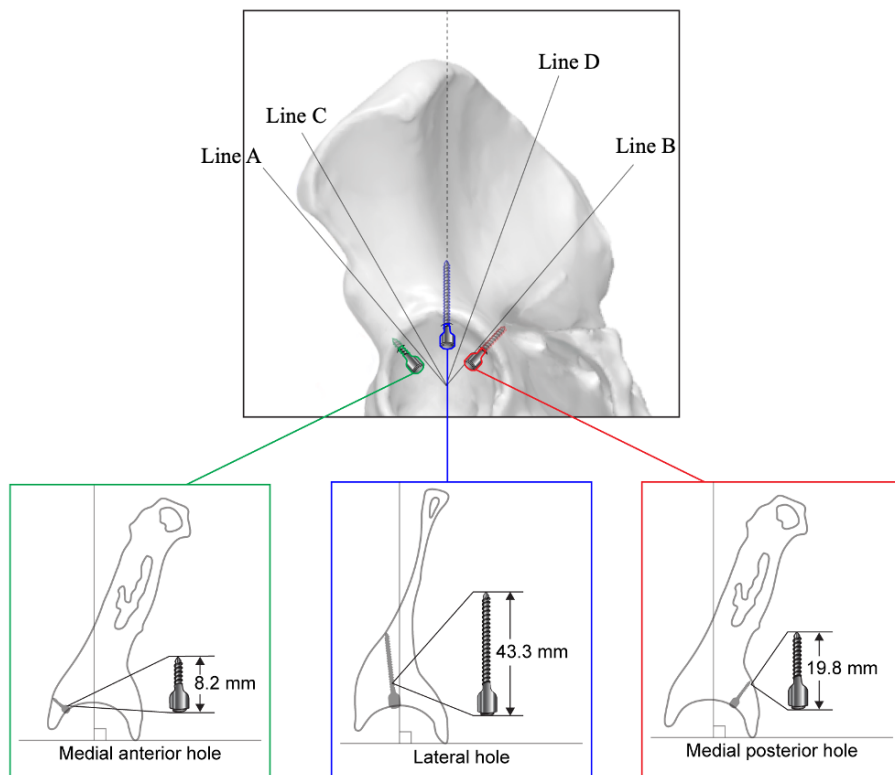 Line D
Line C
Line B
Line A
8.2 mm
43.3 mm
19.8 mm
Medial anterior hole
Lateral hole
Medial posterior hole